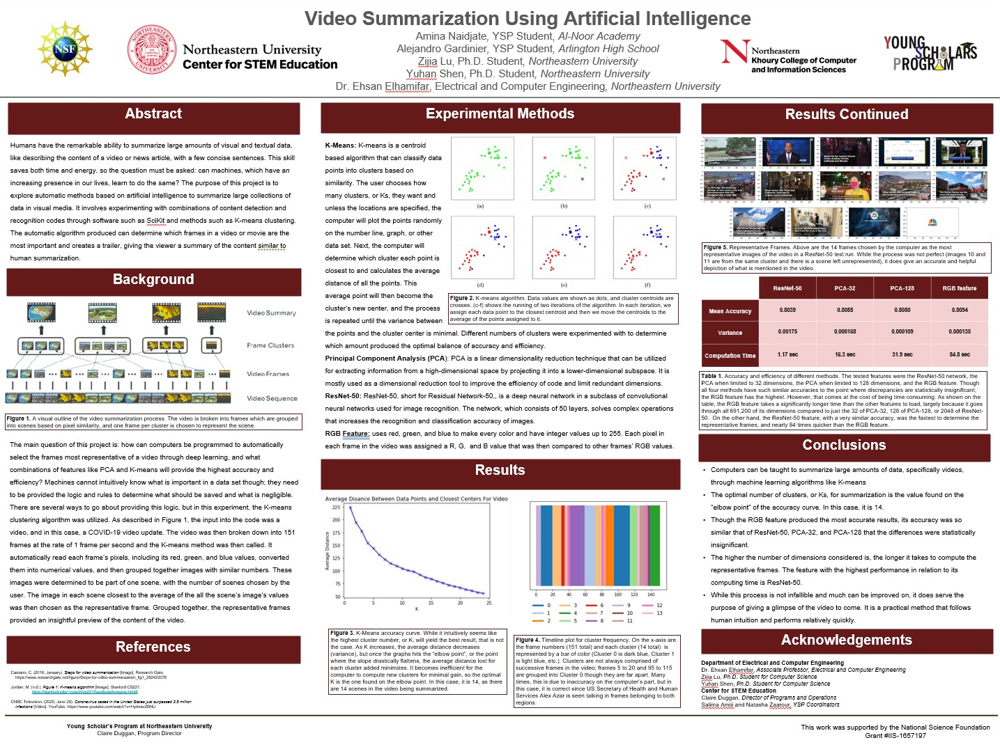 Video Summarization Using Artificial Intelligence
Amina Naidjate, YSP Student, Al-Noor Academy
Alejandro Gardinier, YSP Student, Arlington High School
Zijia Lu, Ph.D. Student, Northeastern University
Yuhan Shen, Ph.D. Student, Northeastern University
Dr. Ehsan Elhamifar, Electrical and Computer Engineering, Northeastern University
NSF
Northeastern University
Center for STEM Education
Northeastern
Khoury College of Computer
and Information Sciences
YOUNG
SCHOLARS
PROGRAM
Abstract
Humans have the remarkable ability to summarize large amounts of visual and textual data,
like describing the content of a video or news article, with a few concise sentences. This skill
saves both time and energy, so the question must be asked: can machines, which have an
increasing presence in our lives, learn to do the same? The purpose of this project is to
explore automatic methods based on artificial intelligence to summarize large collections of
data in visual media. It involves experimenting with combinations of content detection and
recognition codes through software such as SciKit and methods such as K-means clustering.
The automatic algorithm produced can determine which frames in a video or movie are the
most important and creates a trailer, giving the viewer a summary of the content similar to
human summarization.
Background
Video Summary
Frame Clusters
Video Frames
Video Sequence
Figure 1. A visual outline of the video summarization process. The video is broken into frames which are grouped
into scenes based on pixel similarity, and one frame per cluster is chosen to represent the scene.
The main question of this project is: how can computers be programmed to automatically
select the frames most representative of a video through deep learning, and what
combinations of features like PCA and K-means will provide the highest accuracy and
efficiency? Machines cannot intuitively know what is important in a data set though; they need
to be provided the logic and rules to determine what should be saved and what is negligible.
There are several ways to go about providing this logic, but in this experiment, the K-means
clustering algorithm was utilized. As described in Figure 1, the input into the code was a
video, and in this case, a COVID-19 video update. The video was then broken down into 151
frames at the rate of 1 frame per second and the K-means method was then called. It
automatically read each frame's pixels, including its red, green, and blue values, converted
them into numerical values, and then grouped together images with similar numbers. These
images were determined to be part of one scene, with the number of scenes chosen by the
user. The image in each scene closest to the average of the all the scene's image's values
was then chosen as the representative frame. Grouped together, the representative frames
provided an insightful preview of the content of the video.
References
Caetano, C. (2016, January). Steps for video summarization [Image]. Research Gate.
https://www.researchgate.net/figure/Steps-for-video-summarization_fig1_282423076
Jordan, M. (n.d.). Figure 1: K-means algorithm [Image]. Stanford CS221.
https://stanford.edu/~cpiech/cs221/handouts/kmeans.html
CNBC Television. (2020, June 29). Coronavirus cases in the United States just surpassed 2.5 million
infections [Video]. YouTube.
Experimental Methods
K-Means: K-means is a centroid
based algorithm that can classify data
points into clusters based on
similarity. The user chooses how
many clusters, or Ks, they want and
unless the locations are specified, the
computer will plot the points randomly
on the number line, graph, or other
data set. Next, the computer will
determine which cluster each point is
closest to and calculates the average
distance of all the points. This
average point will then become the
cluster's new center, and the process
is repeated until the variance between
the points and the cluster center is minimal. Different numbers of clusters were experimented with to determine
which amount produced the optimal balance of accuracy and efficiency.
(a) (b) (c)
(d) (e) (f)
Figure 2. K-means algorithm. Data values are shown as dots, and cluster centroids are
crosses. (c-f) shows the running of two iterations of the algorithm. In each iteration, we
assign each data point to the closest centroid and then we move the centroids to the
average of the points assigned to it.
Principal Component Analysis (PCA): PCA is a linear dimensionality reduction technique that can be utilized
for extracting information from a high-dimensional space by projecting it into a lower-dimensional subspace. It is
mostly used as a dimensional reduction tool to improve the efficiency of code and limit redundant dimensions.
ResNet-50: ResNet-50, short for Residual Network-50,, is a deep neural network in a subclass of convolutional
neural networks used for image recognition. The network, which consists of 50 layers, solves complex operations
that increases the recognition and classification accuracy of images.
RGB Feature: uses red, green, and blue to make every color and have integer values up to 255. Each pixel in
each frame in the video was assigned a R, G, and B value that was then compared to other frames' RGB values.
Results
Average Disance Between Data Points and Closest Centers For Video
Average Distance
225
200
175
150
125
100
75
50
0 5 10 15 20 25
K
0 20 40 60 80 100 120 140
0 3 6 9 12
1 4 7 10 13
2 5 8 11
Figure 3. K-Means accuracy curve. While it intuitively seems like
the highest cluster number, or K, will yield the best result, that is not
the case. As K increases, the average distance decreases
(variance), but once the graphs hits the "elbow point", or the point
where the slope drastically flattens, the average distance lost for
each cluster added minimizes. It becomes inefficient for the
computer to compute new clusters for minimal gain, so the optimal
K is the one found on the elbow point. In this case, it is 14, as there
are 14 scenes in the video being summarized.
Figure 4. Timeline plot for cluster frequency. On the x-axis are
the frame numbers (151 total) and each cluster (14 total) is
represented by a bar of color (Cluster 0 is dark blue, Cluster 1
is light blue, etc.). Clusters are not always comprised of
successive frames in the video; frames 5 to 20 and 95 to 115
are grouped into Cluster 0 though they are far apart. Many
times, this is due to inaccuracy on the computer's part, but in
this case, it is correct since US Secretary of Health and Human
Services Alex Azar is seen talking in frames belonging to both
regions.
Results Continued
CNBC
Figure 5. Representative Frames. Above are the 14 frames chosen by the computer as the most
representative images of the video in a ResNet-50 test run. While the process was not perfect (images 10 and
11 are from the same cluster and there is a scene left unrepresented), it does give an accurate and helpful
depiction of what is mentioned in the video.
ResNet-50 PCA-32 PCA-128 RGB feature
Mean Accuracy 0.8039 0.8088 0.8080 0.8094
Variance 0.00175 0.000168 0.000109 0.000135
Computation Time 1.17 sec 16.3 sec 31.9 sec 84.8 sec
Table 1. Accuracy and efficiency of different methods. The tested features were the ResNet-50 network, the
PCA when limited to 32 dimensions, the PCA when limited to 128 dimensions, and the RGB feature. Though
all four methods have such similar accuracies to the point where discrepancies are statistically insignificant,
the RGB feature has the highest. However, that comes at the cost of being time consuming. As shown on the
table, the RGB feature takes a significantly longer time than the other features to load, largely because it goes
through all 691,200 of its dimensions compared to just the 32 of PCA-32, 128 of PCA-128, or 2048 of ResNet-
50. On the other hand, the ResNet-50 feature, with a very similar accuracy, was the fastest to determine the
representative frames, and nearly 84 times quicker than the RGB feature.
Conclusions
• Computers can be taught to summarize large amounts of data, specifically videos,
through machine learning algorithms like K-means
• The optimal number of clusters, or Ks, for summarization is the value found on the
"elbow point" of the accuracy curve. In this case, it is 14.
• Though the RGB feature produced the most accurate results, its accuracy was so
similar that of ResNet-50, PCA-32, and PCA-128 that the differences were statistically
insignificant.
• The higher the number of dimensions considered is, the longer it takes to compute the
representative frames. The feature with the highest performance in relation to its
computing time is ResNet-50.
• While this process is not infallible and much can be improved on, it does serve the
purpose of giving a glimpse of the video to come. It is a practical method that follows
human intuition and performs relatively quickly.
Acknowledgements
Department of Electrical and Computer Engineering
Dr. Ehsan Elhamifar, Associate Professor, Electrical and Computer Engineering
Zijia Lu, Ph.D. Student for Computer Science
Yuhan Shen, Ph.D. Student for Computer Science
Center for STEM Education
Claire Duggan, Director of Programs and Operations
Salima Amiji and Natasha Zaarour, YSP Coordinators
Young Scholar's Program at Northeastern University
Claire Duggan, Program Director
This work was supported by the National Science Foundation
Grant #IIS-1657197